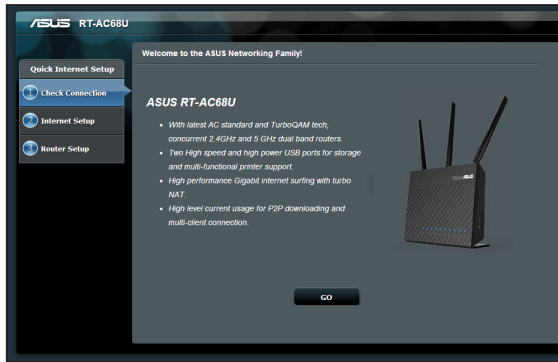 ASUS RT-AC68U
Welcome to the ASUS Networking Family!
Quick Internet Setup
1 Check Connection
2 Internet Setup
3 Router Setup
ASUS RT-AC68U
• With latest AC standard and TurboQAM tech,
concurrent 2.4GHz and 5 GHz dual band routers.
• Two High speed and high power USB ports for storage
and multi-functional printer support.
• High performance Gigabit internet surfing with turbo
NAT.
• High level current usage for P2P downloading and
multi-client connection.
GO